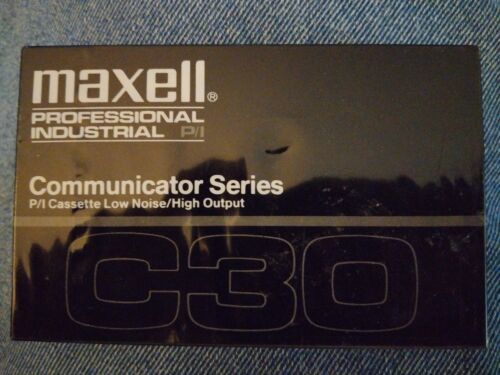 maxell®
PROFESSIONAL
INDUSTRIAL P/I
Communicator Series
P/I Cassette Low Noise/High Output
C30